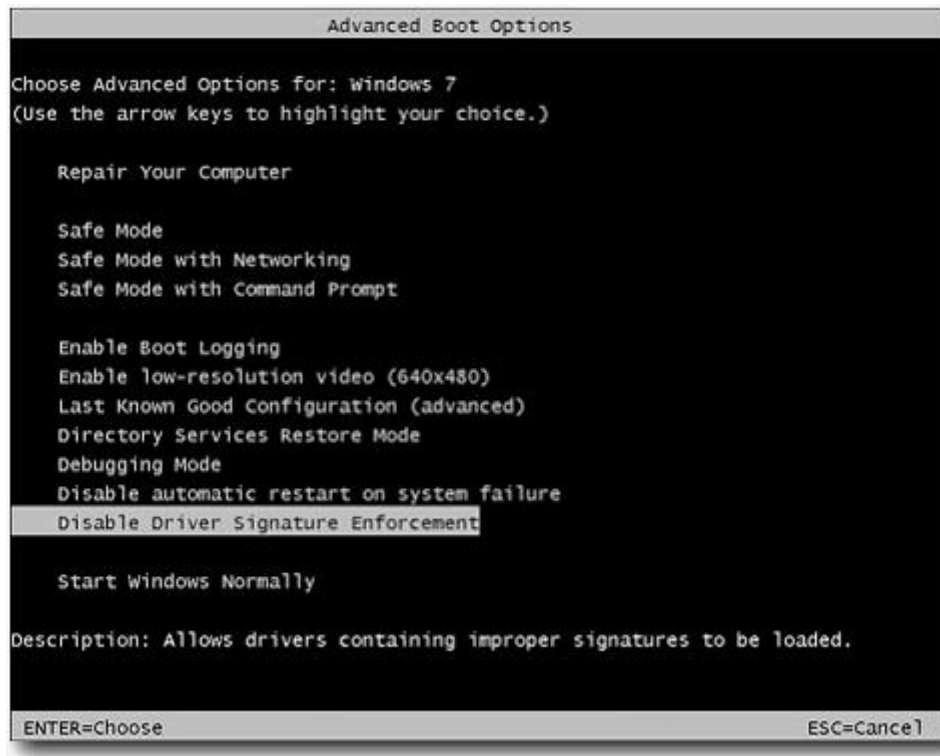 Advanced Boot Options
Choose Advanced Options for: Windows 7
(Use the arrow keys to highlight your choice.)
Repair Your Computer
Safe Mode
Safe Mode with Networking
Safe Mode with Command Prompt
Enable Boot Logging
Enable low-resolution video (640x480)
Last Known Good Configuration (advanced)
Directory Services Restore Mode
Debugging Mode
Disable automatic restart on system failure
Disable Driver Signature Enforcement
Start Windows Normally
Description: Allows drivers containing improper signatures to be loaded.
ENTER=Choose ESC=Cancel